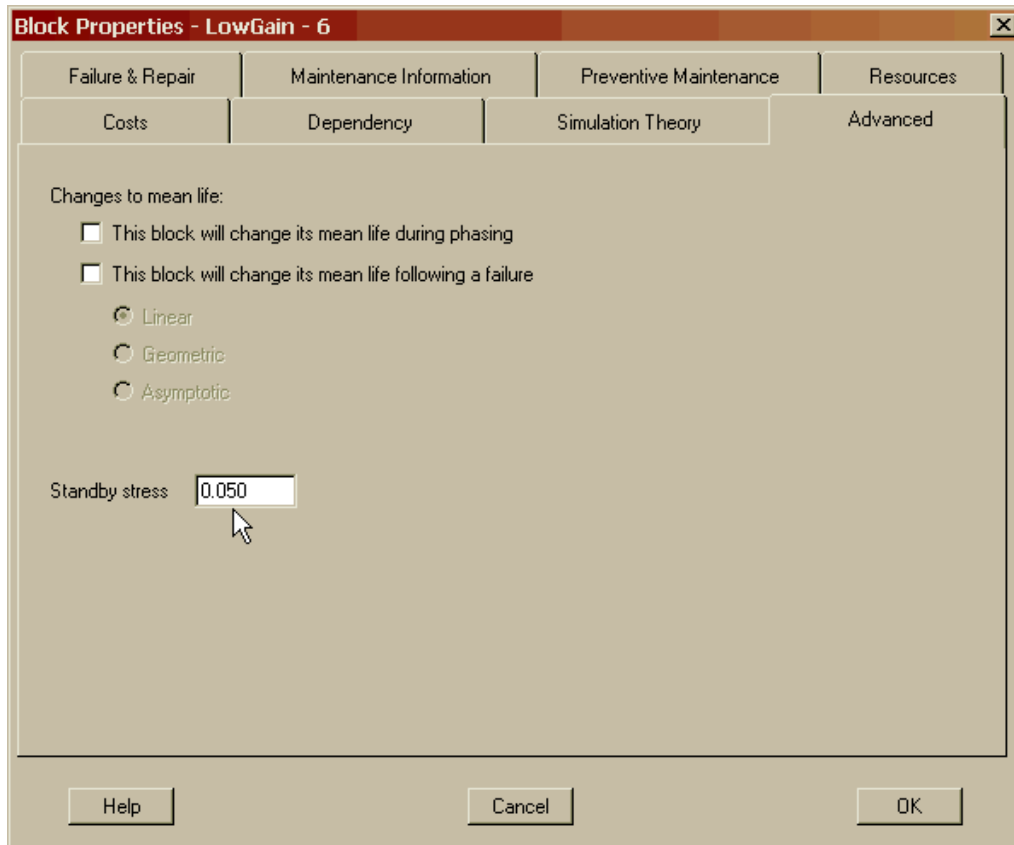 Block Properties - LowGain - 6
Failure & Repair Maintenance Information Preventive Maintenance Resources
Costs Dependency Simulation Theory Advanced
Changes to mean life:
This block will change its mean life during phasing
This block will change its mean life following a failure
Linear
Geometric
Asymptotic
Standby stress 0.050
Help Cancel OK